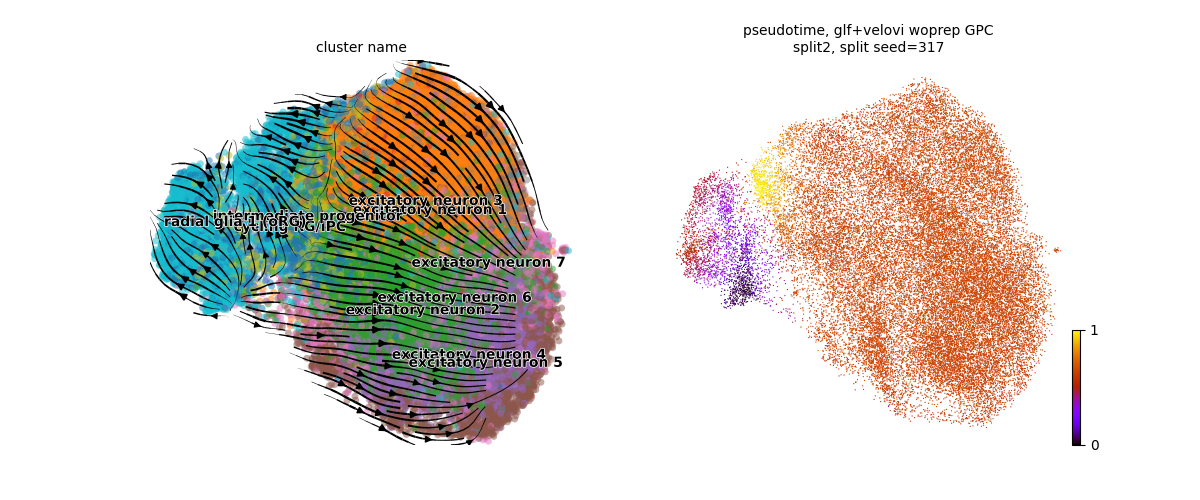 cluster name
excitatory neuron 3
excitatory neuron 1
intermediate progenitor
radial glia 1 (oRG)
cycling RG/IPC
excitatory neuron 7
excitatory neuron 6
excitatory neuron 2
excitatory neuron 4
excitatory neuron 5
pseudotime, glf+velovi woprep GPC
split2, split seed=317
1
0